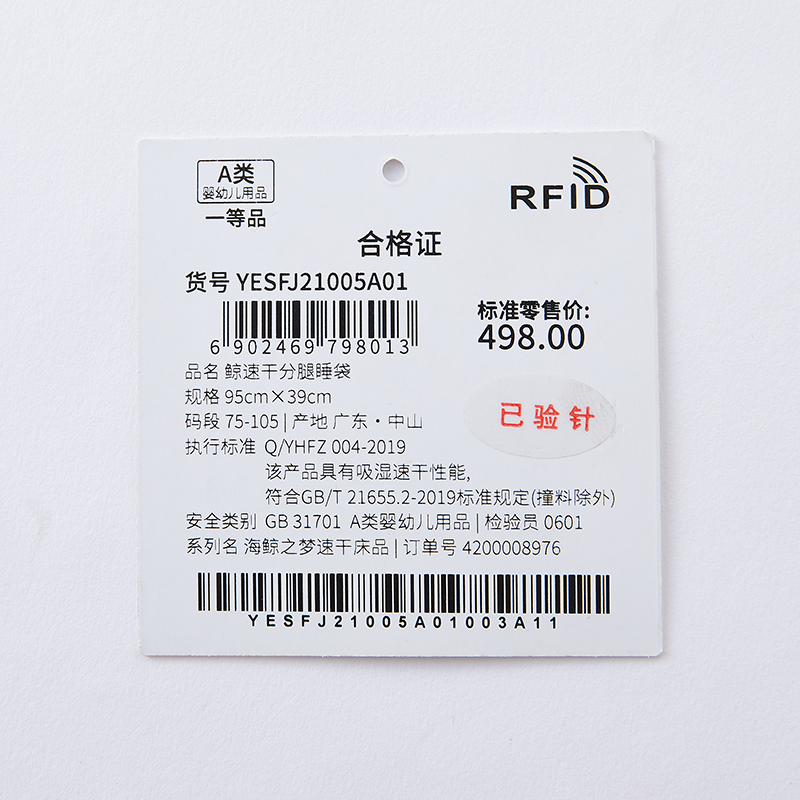 A类
婴幼儿用品
一等品
RFID
合格证
货号 YESFJ21005A01
6 902469 798013
标准零售价:
498.00
品名 鲸速干分腿睡袋
规格 95cm×39cm
码段 75-105 | 产地 广东·中山
已验针
执行标准 Q/YHFZ 004-2019
该产品具有吸湿速干性能,
符合GB/T 21655.2-2019标准规定(撞料除外)
安全类别 GB 31701 A类婴幼儿用品 | 检验员 0601
系列名 海鲸之梦速干床品 | 订单号 4200008976
YESFJ21005A01003A11